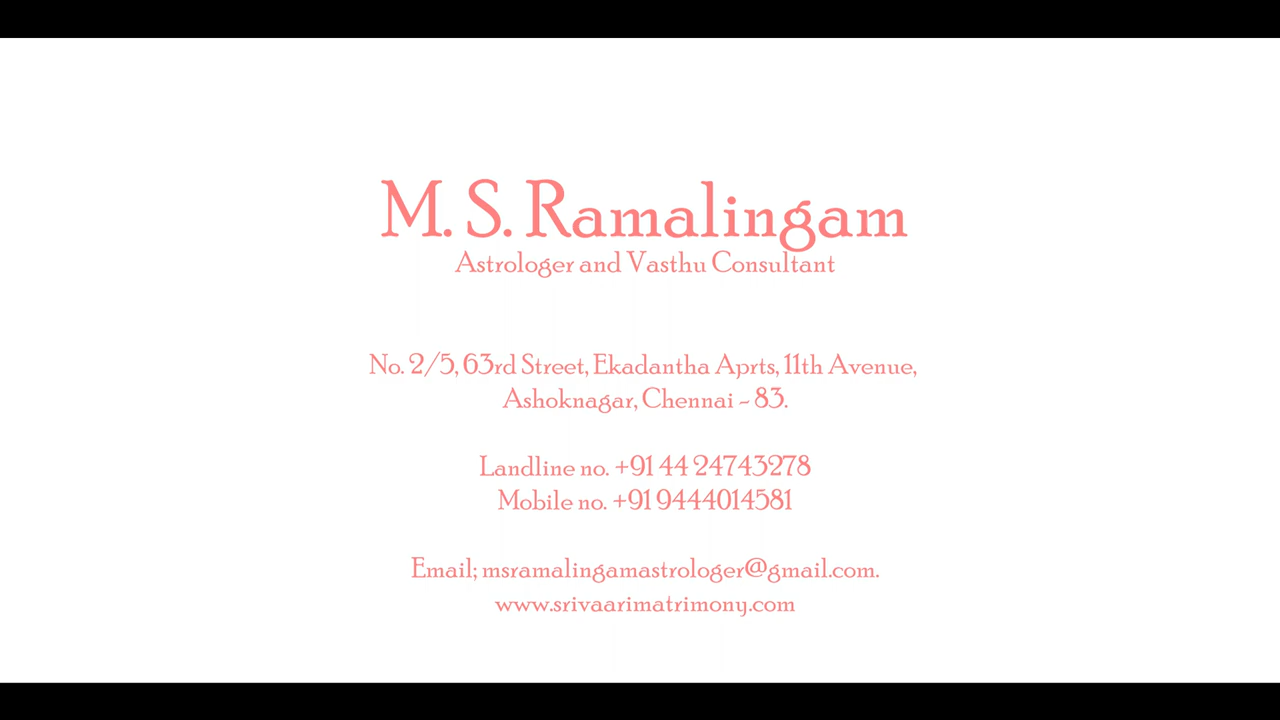 M. S. Ramalingam
Astrologer and Vasthu Consultant
No. 2/5, 63rd Street, Ekadantha Aprts, 11th Avenue,
Ashoknagar, Chennai - 83.
Landline no. +91 44 24743278
Mobile no. +91 9444014581
Email; msramalingamastrologer@gmail.com.
www.srivaarimatrimony.com